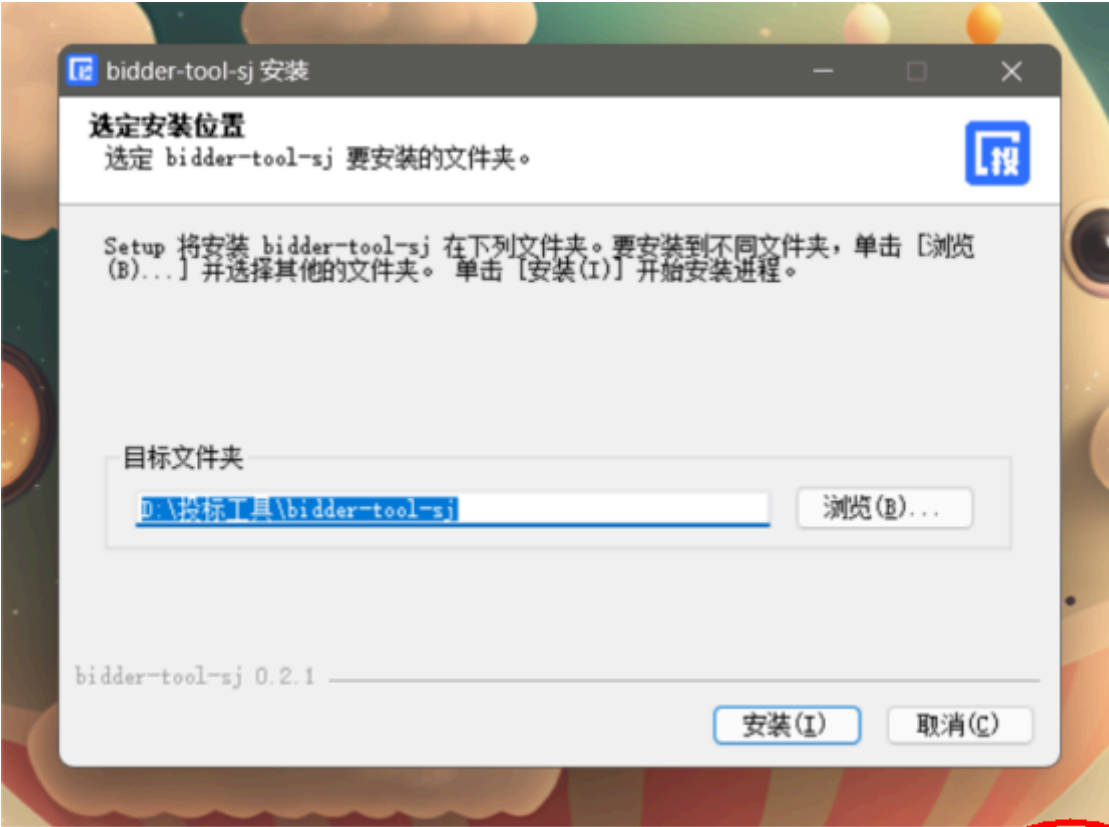 bidder-tool-sj 安装
选定安装位置
选定 bidder-tool-sj 要安装的文件夹。
投
Setup 将安装 bidder-tool-sj 在下列文件夹。要安装到不同文件夹，单击 [浏览
(B)...] 并选择其他的文件夹。 单击 [安装(I)] 开始安装进程。
目标文件夹
D:\投标工具\bidder-tool-sj
浏览(B)...
bidder-tool-sj 0.2.1
安装(I)
取消(C)